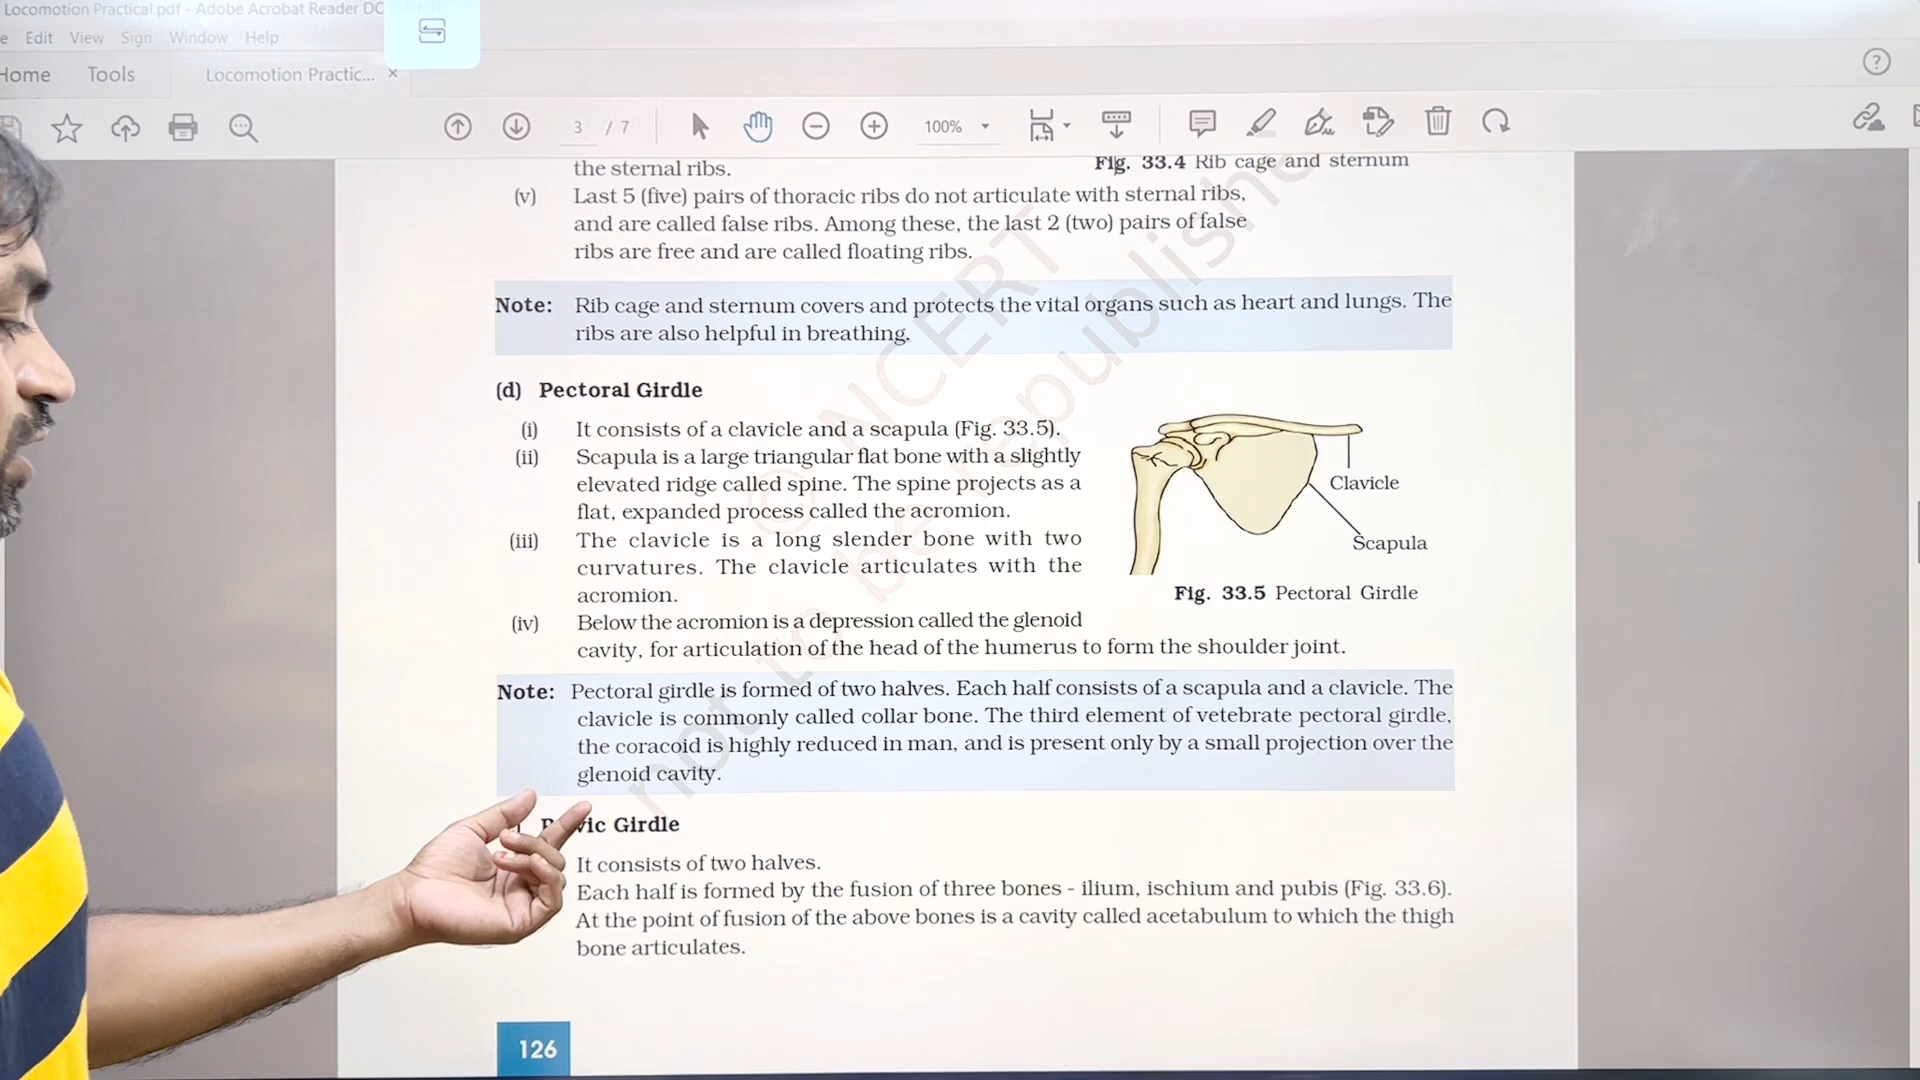 Locomotion Practical.pdf - Adobe Acrobat Reader DC
e Edit View Sign Window Help
Home Tools Locomotion Practic... ×
3 / 7 100%
the sternal ribs.
Fig. 33.4 Rib cage and sternum
(v) Last 5 (five) pairs of thoracic ribs do not articulate with sternal ribs,
and are called false ribs. Among these, the last 2 (two) pairs of false
ribs are free and are called floating ribs.
Note: Rib cage and sternum covers and protects the vital organs such as heart and lungs. The
ribs are also helpful in breathing.
(d) Pectoral Girdle
(i) It consists of a clavicle and a scapula (Fig. 33.5).
(ii) Scapula is a large triangular flat bone with a slightly
elevated ridge called spine. The spine projects as a
flat, expanded process called the acromion.
(iii) The clavicle is a long slender bone with two
curvatures. The clavicle articulates with the
acromion.
Clavicle
Scapula
Fig. 33.5 Pectoral Girdle
(iv) Below the acromion is a depression called the glenoid
cavity, for articulation of the head of the humerus to form the shoulder joint.
Note: Pectoral girdle is formed of two halves. Each half consists of a scapula and a clavicle. The
clavicle is commonly called collar bone. The third element of vetebrate pectoral girdle,
the coracoid is highly reduced in man, and is present only by a small projection over the
glenoid cavity.
Girdle
It consists of two halves.
Each half is formed by the fusion of three bones - ilium, ischium and pubis (Fig. 33.6).
At the point of fusion of the above bones is a cavity called acetabulum to which the thigh
bone articulates.
126
© NCERT
not to be republished